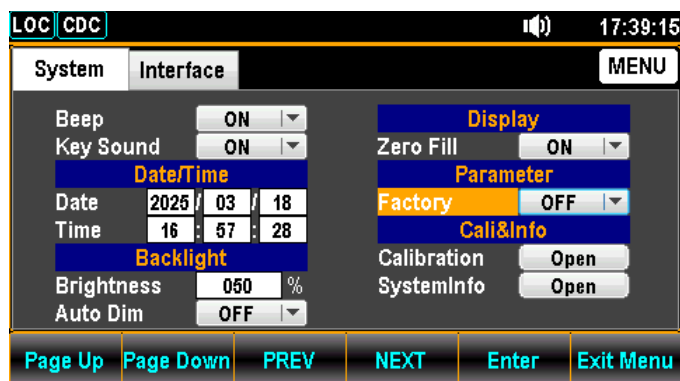 LOC CDC 17:39:15
System Interface MENU
Beep ON
Key Sound ON
Date/Time
Date 2025 / 03 / 18
Time 16 : 57 : 28
Backlight
Brightness 050 %
Auto Dim OFF
Display
Zero Fill ON
Parameter
Factory OFF
Cali&Info
Calibration Open
SystemInfo Open
Page Up Page Down PREV NEXT Enter Exit Menu